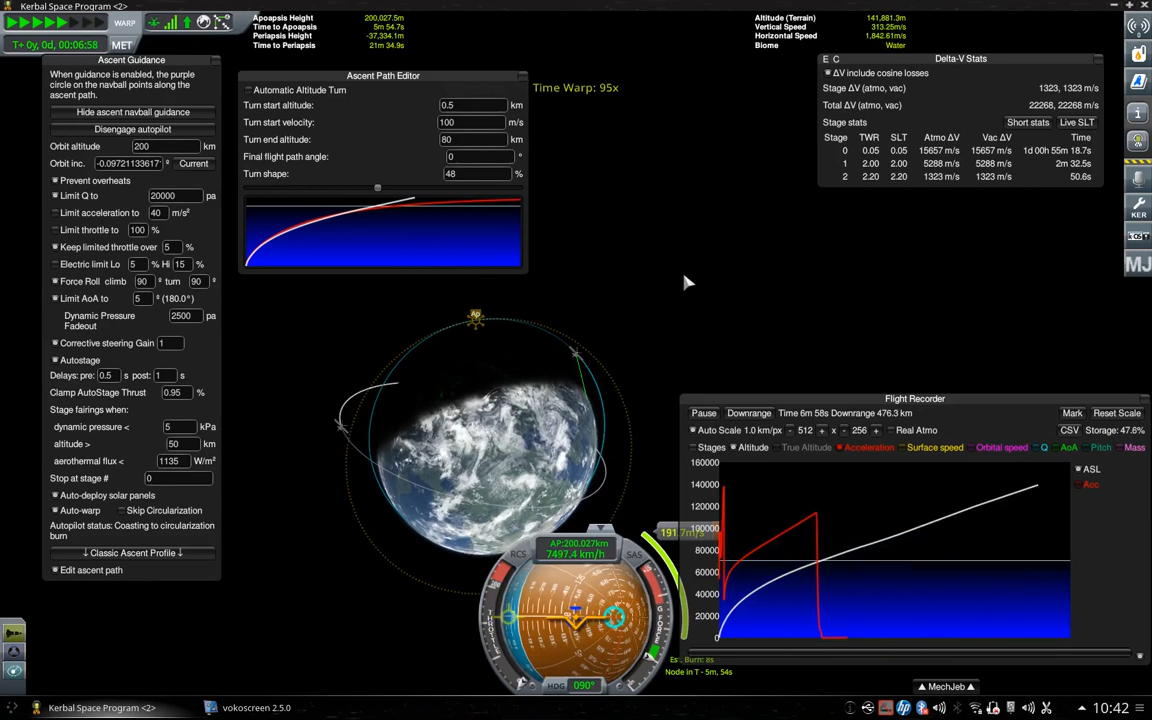 Kerbal Space Program <2>
WARP
T+ 0y, 0d, 00:06:58
MET
Apoapsis Height 200,027.5m
Time to Apoapsis 5m 54.7s
Periapsis Height -37,334.1m
Time to Periapsis 21m 34.9s
Altitude (Terrain) 141,881.3m
Vertical Speed 313.25m/s
Horizontal Speed 1,842.61m/s
Biome Water
Ascent Guidance
When guidance is enabled, the purple
circle on the navball points along the
ascent path.
Hide ascent navball guidance
Disengage autopilot
Orbit altitude 200 km
Orbit inc. -0.09721133617 º Current
Prevent overheats
Limit Q to 20000 pa
Limit acceleration to 40 m/s²
Limit throttle to 100 %
Keep limited throttle over 5 %
Electric limit Lo 5 % Hi 15 %
Force Roll climb 90 º turn 90 º
Limit AoA to 5 º (180.0°)
Dynamic Pressure 2500 pa
Fadeout
Corrective steering Gain 1
Autostage
Delays: pre: 0.5 s post: 1 s
Clamp AutoStage Thrust 0.95 %
Stage fairings when:
dynamic pressure < 5 kPa
altitude > 50 km
aerothermal flux < 1135 W/m²
Stop at stage # 0
Auto-deploy solar panels
Auto-warp Skip Circularization
Autopilot status: Coasting to circularization
burn
↓ Classic Ascent Profile ↓
Edit ascent path
Ascent Path Editor
Automatic Altitude Turn
Turn start altitude: 0.5 km
Turn start velocity: 100 m/s
Turn end altitude: 80 km
Final flight path angle: 0 °
Turn shape: 48 %
Time Warp: 95x
E C Delta-V Stats
ΔV include cosine losses
Stage ΔV (atmo, vac) 1323, 1323 m/s
Total ΔV (atmo, vac) 22268, 22268 m/s
Stage stats Short stats Live SLT
Stage TWR SLT Atmo ΔV Vac ΔV Time
0 0.05 0.05 15657 m/s 15657 m/s 1d 00h 55m 18.7s
1 2.00 2.00 5288 m/s 5288 m/s 2m 32.5s
2 2.20 2.20 1323 m/s 1323 m/s 50.6s
KER
kOS
MJ
Ap
Flight Recorder
Pause Downrange Time 6m 58s Downrange 476.3 km Mark Reset Scale
Auto Scale 1.0 km/px - 512 + x - 256 + Real Atmo CSV Storage: 47.6%
Stages Altitude True Altitude Acceleration Surface speed Orbital speed Q AoA Pitch Mass
160000
140000
120000
100000
80000
60000
40000
20000
0
ASL
Acc
RCS
AP:200.027km
7497.4 km/h
SAS
THROTTLE
G FORCE
HDG 090°
Est. Burn: 8s
Node in T - 5m, 54s
▲ MechJeb ▲
Kerbal Space Program <2>
vokoscreen 2.5.0
10:42